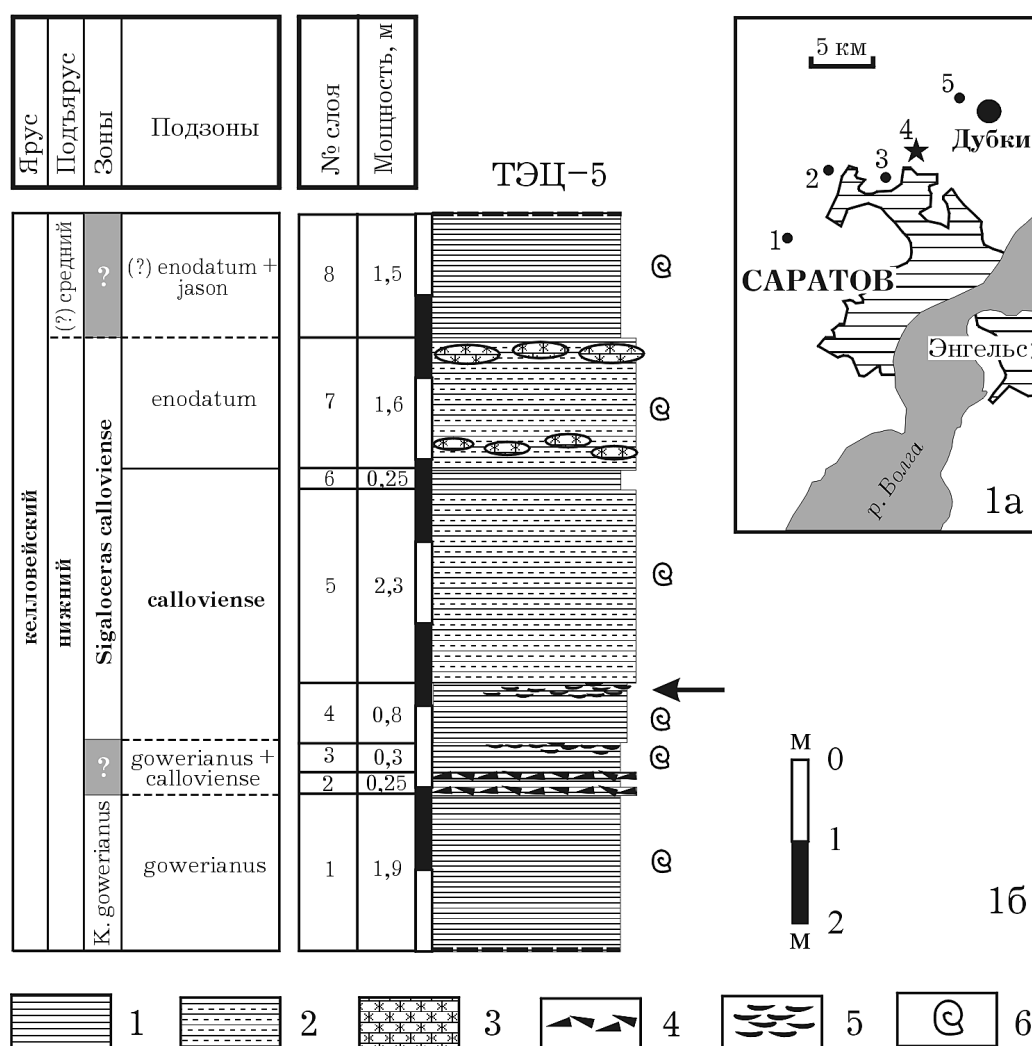 Ярус
Подъярус
Зоны
Подзоны
№ слоя
Мощность, м
ТЭЦ-5
келловейский
(?) средний
нижний
?
Sigaloceras calloviense
?
K. gowerianus
(?) enodatum +
jason
enodatum
calloviense
gowerianus +
calloviense
gowerianus
8 1,5
7 1,6
6 0,25
5 2,3
4 0,8
3 0,3
2 0,25
1 1,9
5 км
5
Дубки
4
3
2
1
САРАТОВ
Энгельс
р. Волга
1а
м
0
1
2
м
1б
1
2
3
4
5
6